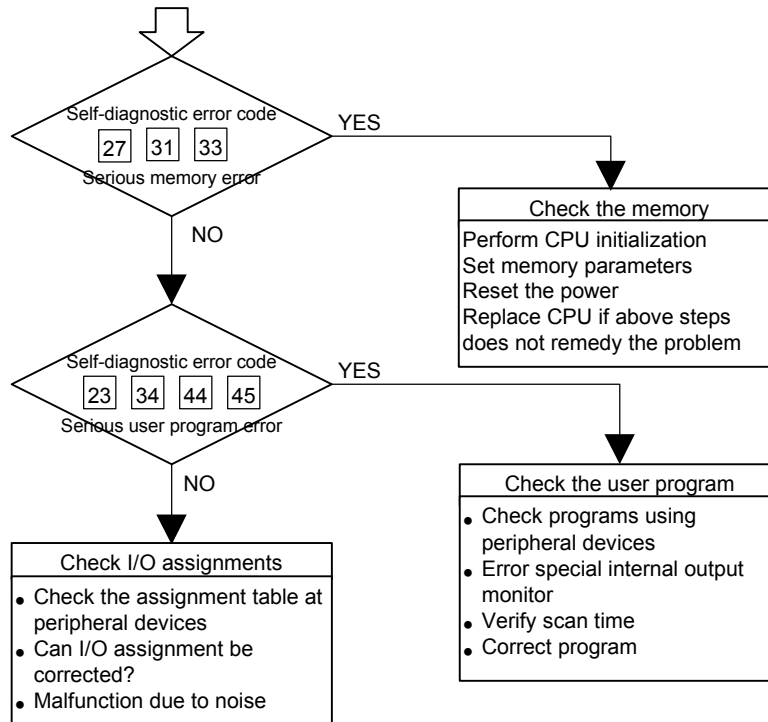 Self-diagnostic error code
27 31 33
Serious memory error
YES
NO
Check the memory
Perform CPU initialization
Set memory parameters
Reset the power
Replace CPU if above steps
does not remedy the problem
Self-diagnostic error code
23 34 44 45
Serious user program error
YES
NO
Check the user program
• Check programs using
peripheral devices
• Error special internal output
monitor
• Verify scan time
• Correct program
Check I/O assignments
• Check the assignment table at
peripheral devices
• Can I/O assignment be
corrected?
• Malfunction due to noise